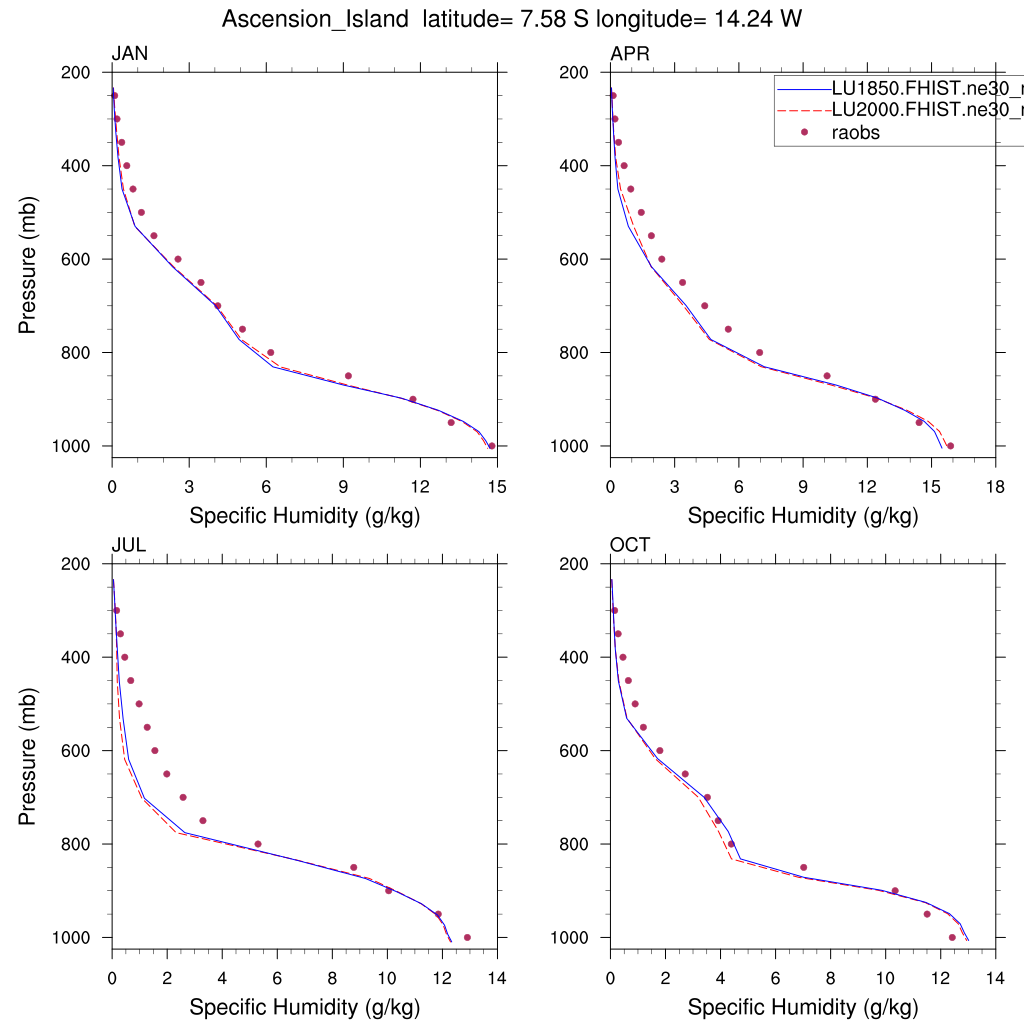 Ascension_Island latitude= 7.58 S longitude= 14.24 W
JAN
200
400
600
800
1000
Pressure (mb)
0 3 6 9 12 15
Specific Humidity (g/kg)
APR
LU1850.FHIST.ne30_
LU2000.FHIST.ne30_
raobs
200
400
600
800
1000
0 3 6 9 12 15 18
Specific Humidity (g/kg)
JUL
200
400
600
800
1000
Pressure (mb)
0 2 4 6 8 10 12 14
Specific Humidity (g/kg)
OCT
200
400
600
800
1000
0 2 4 6 8 10 12 14
Specific Humidity (g/kg)